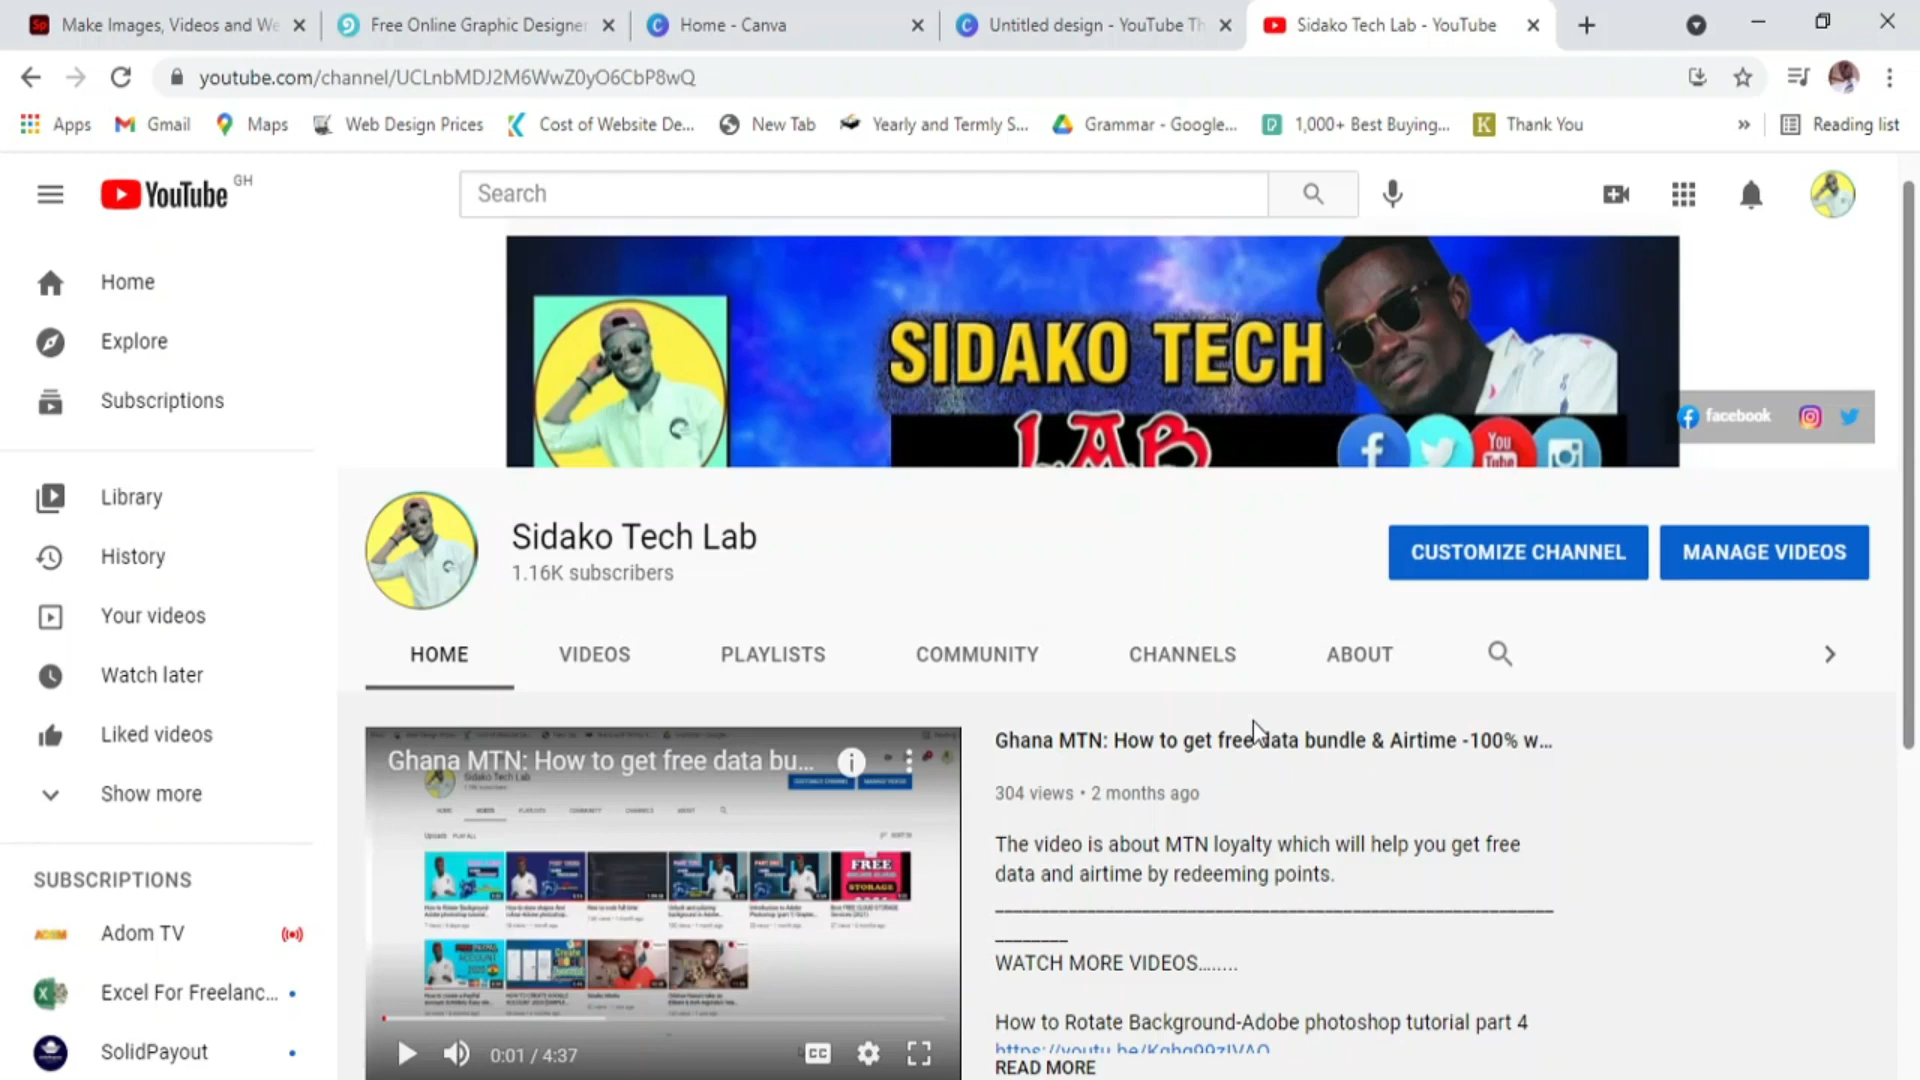 Make Images, Videos and We
Free Online Graphic Designer
Home - Canva
Untitled design - YouTube Th
Sidako Tech Lab - YouTube
youtube.com/channel/UCLnbMDJ2M6WwZ0yO6CbP8wQ
Apps
Gmail
Maps
Web Design Prices
Cost of Website De...
New Tab
Yearly and Termly S...
Grammar - Google...
1,000+ Best Buying...
Thank You
»
Reading list
YouTube GH
Search
Home
Explore
Subscriptions
Library
History
Your videos
Watch later
Liked videos
Show more
SUBSCRIPTIONS
Adom TV
Excel For Freelanc...
SolidPayout
SIDAKO TECH
LAB
You
Tube
facebook
Sidako Tech Lab
1.16K subscribers
CUSTOMIZE CHANNEL
MANAGE VIDEOS
HOME
VIDEOS
PLAYLISTS
COMMUNITY
CHANNELS
ABOUT
Ghana MTN: How to get free data bu...
Sidako Tech Lab
FREE
STORAGE
0:01 / 4:37
CC
Ghana MTN: How to get free data bundle & Airtime -100% w...
304 views • 2 months ago
The video is about MTN loyalty which will help you get free
data and airtime by redeeming points.
WATCH MORE VIDEOS........
How to Rotate Background-Adobe photoshop tutorial part 4
READ MORE